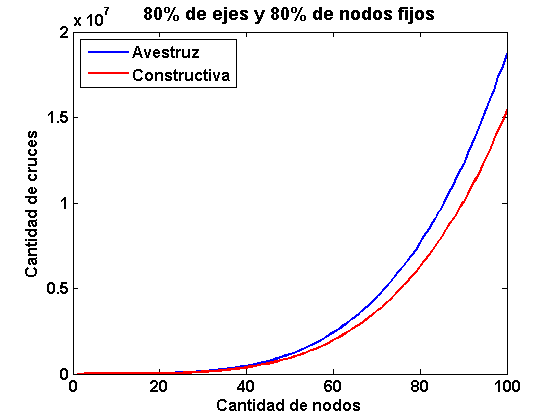 80% de ejes y 80% de nodos fijos
x 10^7
Avestruz
Constructiva
Cantidad de cruces
2
1.5
1
0.5
0
0 20 40 60 80 100
Cantidad de nodos